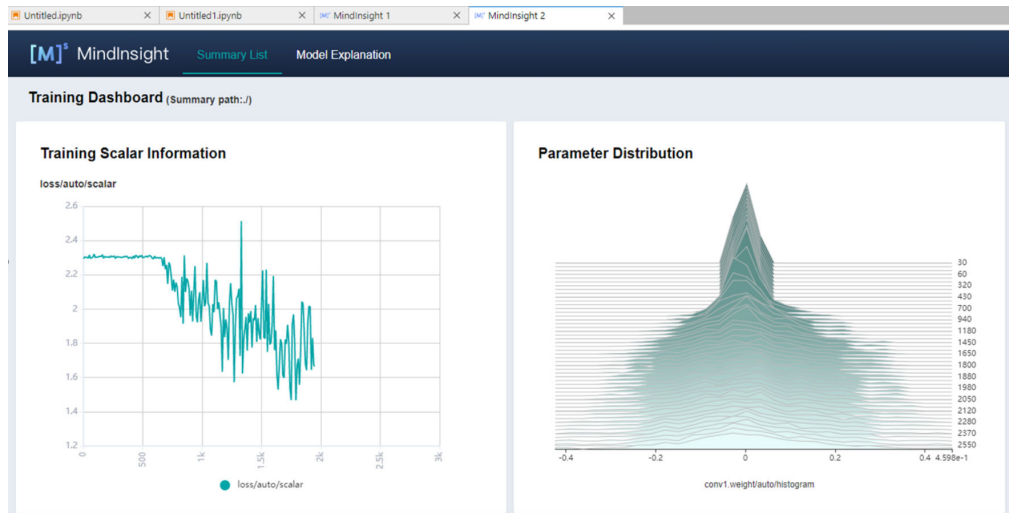 Untitled.ipynb × Untitled1.ipynb × [M]ˢ MindInsight 1 × [M]ˢ MindInsight 2 ×
[M]ˢ MindInsight Summary List Model Explanation
Training Dashboard (Summary path:./)
Training Scalar Information
loss/auto/scalar
2.6
2.4
2.2
2
1.8
1.6
1.4
1.2
0 500 1k 1.5k 2k 2.5k 3k
loss/auto/scalar
Parameter Distribution
30
60
320
430
700
940
1180
1450
1650
1800
1880
1980
2050
2120
2280
2370
2550
-0.4 -0.2 0 0.2 0.4 4.598e-1
conv1.weight/auto/histogram